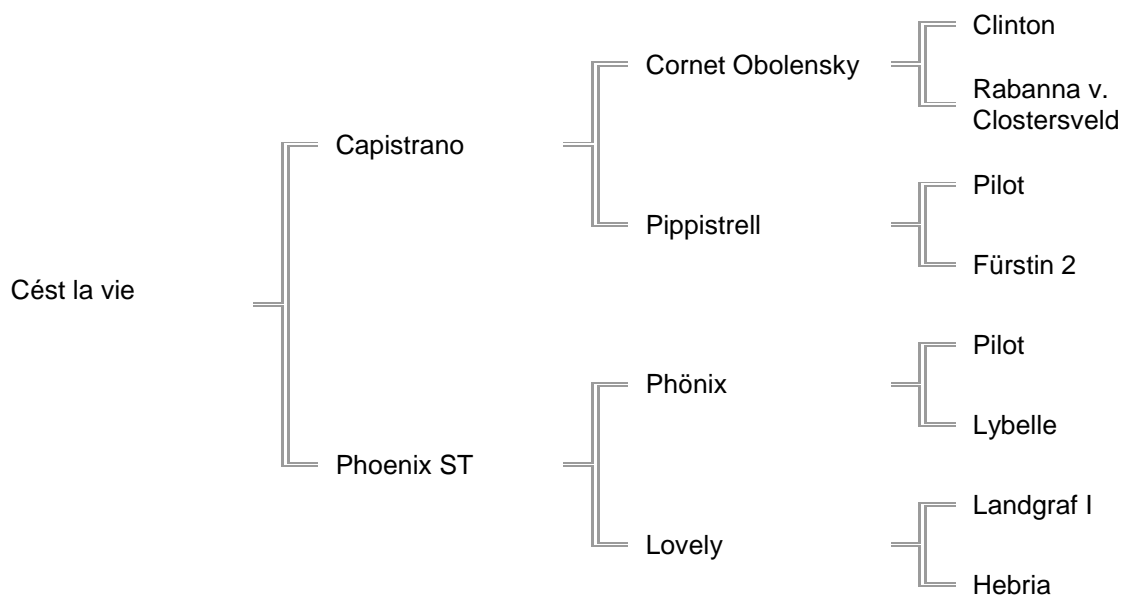 Clinton
Cornet Obolensky
Rabanna v.
Clostersveld
Capistrano
Pilot
Pippistrell
Fürstin 2
Cést la vie
Pilot
Phönix
Lybelle
Phoenix ST
Landgraf I
Lovely
Hebria